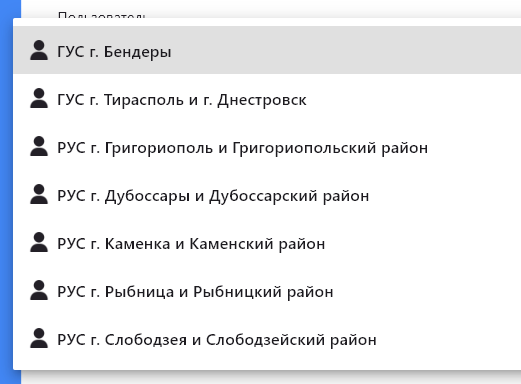 Пользователь
ГУС г. Бендеры
ГУС г. Тирасполь и г. Днестровск
РУС г. Григориополь и Григориопольский район
РУС г. Дубоссары и Дубоссарский район
РУС г. Каменка и Каменский район
РУС г. Рыбница и Рыбницкий район
РУС г. Слободзея и Слободзейский район